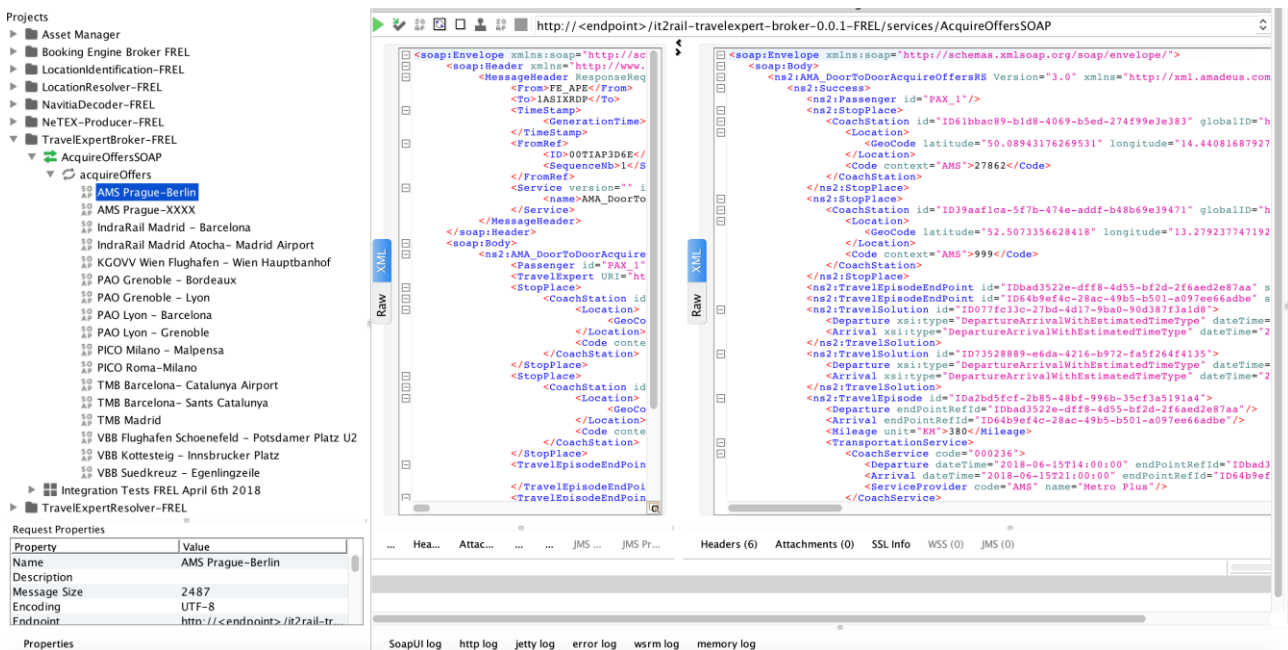 Projects
Asset Manager
Booking Engine Broker FREL
LocationIdentification-FREL
LocationResolver-FREL
NavitiaDecoder-FREL
NeTEX-Producer-FREL
TravelExpertBroker-FREL
AcquireOffersSOAP
acquireOffers
AMS Prague-Berlin
AMS Prague-XXXX
IndraRail Madrid - Barcelona
IndraRail Madrid Atocha- Madrid Airport
KGOVV Wien Flughafen - Wien Hauptbanhof
PAO Grenoble - Bordeaux
PAO Grenoble - Lyon
PAO Lyon - Barcelona
PAO Lyon - Grenoble
PICO Milano - Malpensa
PICO Roma-Milano
TMB Barcelona- Catalunya Airport
TMB Barcelona- Sants Catalunya
TMB Madrid
VBB Flughafen Schoenefeld - Potsdamer Platz U2
VBB Kottesteig - Innsbrucker Platz
VBB Suedkreuz - Egenlingzeile
Integration Tests FREL April 6th 2018
TravelExpertResolver-FREL
Request Properties
Property Value
Name AMS Prague-Berlin
Description
Message Size 2487
Encoding UTF-8
Endpoint http://<endpoint>/it2rail-tr...
Properties
http://<endpoint>/it2rail-travelexpert-broker-0.0.1-FREL/services/AcquireOffersSOAP
XML
Raw
<soap:Envelope xmlns:soap="http://sc
<soap:Header xmlns="http://www.
<MessageHeader ResponseReq
<From>FE_APE</From>
<To>1ASIXRDP</To>
<TimeStamp>
<GenerationTime>
</TimeStamp>
<FromRef>
<ID>00TIAP3D6E</
<SequenceNb>1</S
</FromRef>
<Service version="" i
<name>AMA_DoorTo
</Service>
</MessageHeader>
</soap:Header>
<soap:Body>
<ns2:AMA_DoorToDoorAcquire
<Passenger id="PAX_1"
<TravelExpert URI="ht
<StopPlace>
<CoachStation id
<Location>
<GeoCo
</Location>
<Code conte
</CoachStation>
</StopPlace>
<StopPlace>
<CoachStation id
<Location>
<GeoCo
</Location>
<Code conte
</CoachStation>
</StopPlace>
<TravelEpisodeEndPoin
</TravelEpisodeEndPoi
<TravelEpisodeEndPoin
XML
Raw
<soap:Envelope xmlns:soap="http://schemas.xmlsoap.org/soap/envelope/">
<soap:Body>
<ns2:AMA_DoorToDoorAcquireOffersRS Version="3.0" xmlns="http://xml.amadeus.com
<ns2:Success>
<ns2:Passenger id="PAX_1"/>
<ns2:StopPlace>
<CoachStation id="ID61bbac89-b1d8-4069-b5ed-274f99e3e383" globalID="h
<Location>
<GeoCode latitude="50.08943176269531" longitude="14.44081687927
</Location>
<Code context="AMS">27862</Code>
</CoachStation>
</ns2:StopPlace>
<ns2:StopPlace>
<CoachStation id="ID39aaf1ca-5f7b-474e-addf-b48b69e39471" globalID="h
<Location>
<GeoCode latitude="52.5073356628418" longitude="13.279237747192
</Location>
<Code context="AMS">999</Code>
</CoachStation>
</ns2:StopPlace>
<ns2:TravelEpisodeEndPoint id="IDbad3522e-dff8-4d55-bf2d-2f6aed2e87aa" s
<ns2:TravelEpisodeEndPoint id="ID64b9ef4c-28ac-49b5-b501-a097ee66adbe" s
<ns2:TravelSolution id="ID077fc33c-27bd-4d17-9ba0-90d387f3a1d8">
<Departure xsi:type="DepartureArrivalWithEstimatedTimeType" dateTime=
<Arrival xsi:type="DepartureArrivalWithEstimatedTimeType" dateTime="2
</ns2:TravelSolution>
<ns2:TravelSolution id="ID73528889-e6da-4216-b972-fa5f264f4135">
<Departure xsi:type="DepartureArrivalWithEstimatedTimeType" dateTime=
<Arrival xsi:type="DepartureArrivalWithEstimatedTimeType" dateTime="2
</ns2:TravelSolution>
<ns2:TravelEpisode id="IDa2bd5fcf-2b85-48bf-996b-35cf3a5191a4">
<Departure endPointRefId="IDbad3522e-dff8-4d55-bf2d-2f6aed2e87aa"/>
<Arrival endPointRefId="ID64b9ef4c-28ac-49b5-b501-a097ee66adbe"/>
<Mileage unit="KM">380</Mileage>
<TransportationService>
<CoachService code="000236">
<Departure dateTime="2018-06-15T14:00:00" endPointRefId="IDbad3
<Arrival dateTime="2018-06-15T21:00:00" endPointRefId="ID64b9ef
<ServiceProvider code="AMS" name="Metro Plus"/>
</CoachService>
... Hea... Attac... ... ... JMS ... JMS Pr...
Headers (6) Attachments (0) SSL Info WSS (0) JMS (0)
SoapUI log http log jetty log error log wsrm log memory log